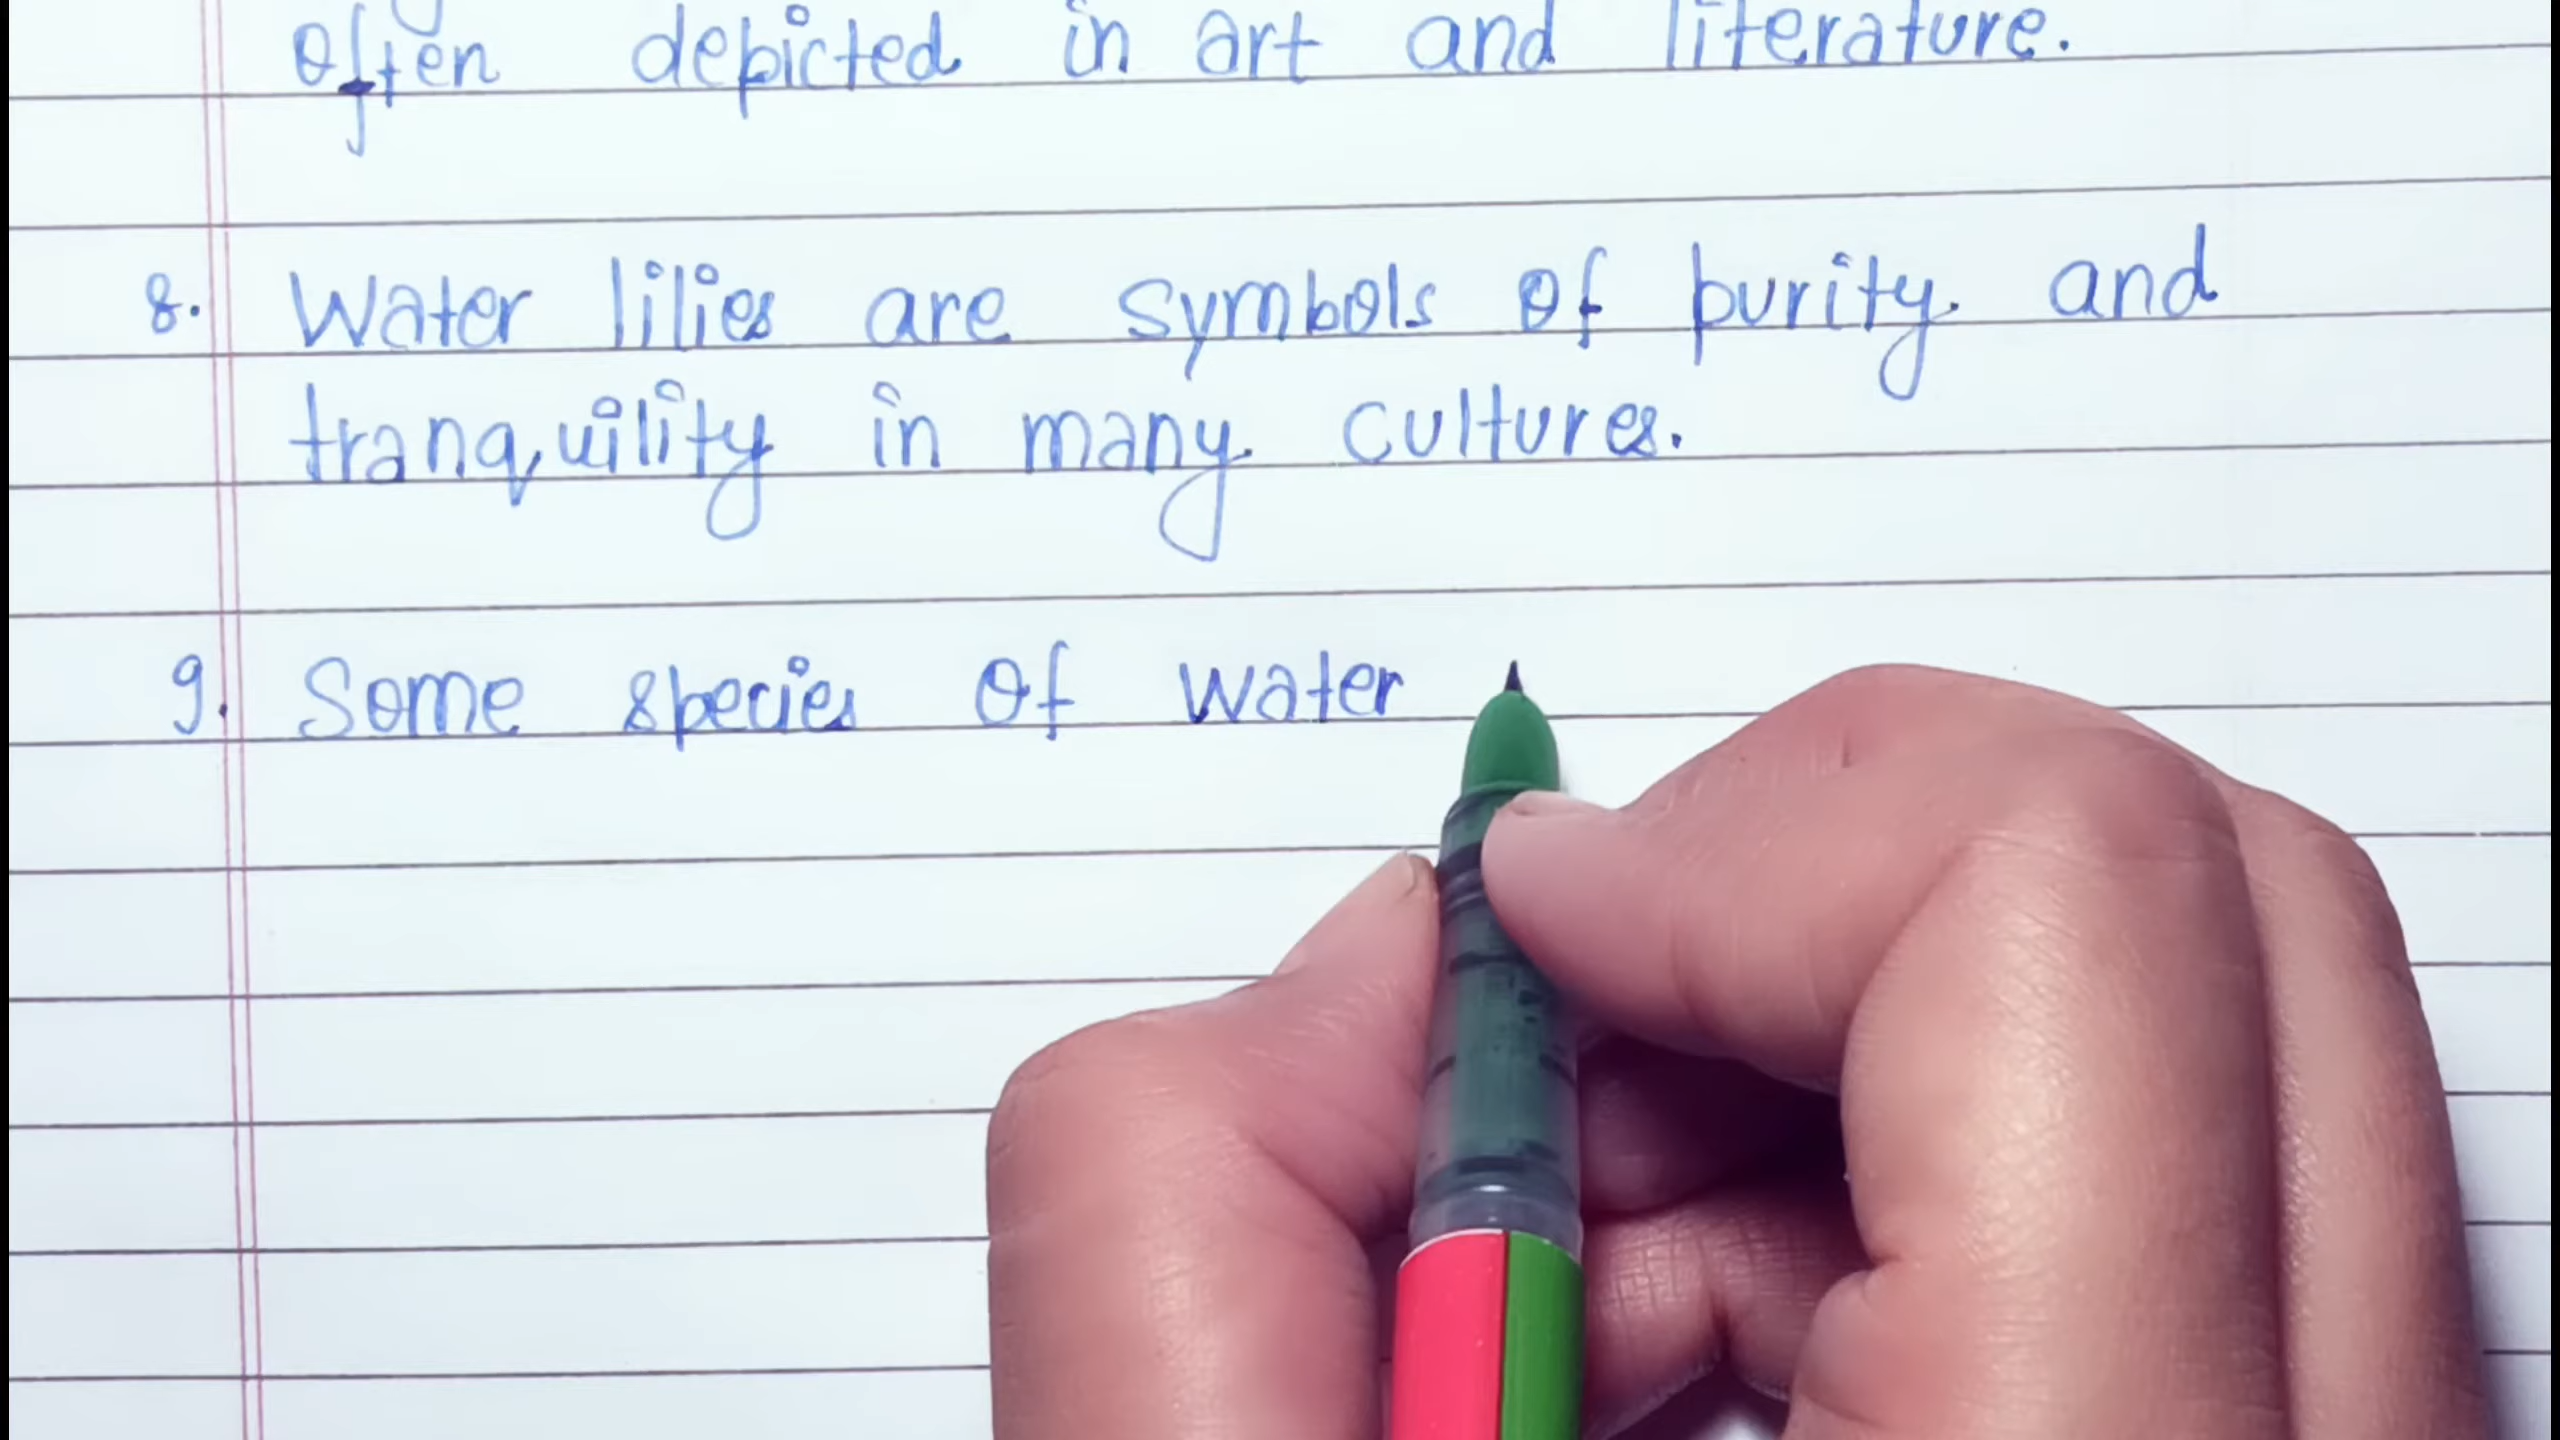 often depicted in art and literature.
8. Water lilies are symbols of purity and
tranquility in many cultures.
9. Some species of water